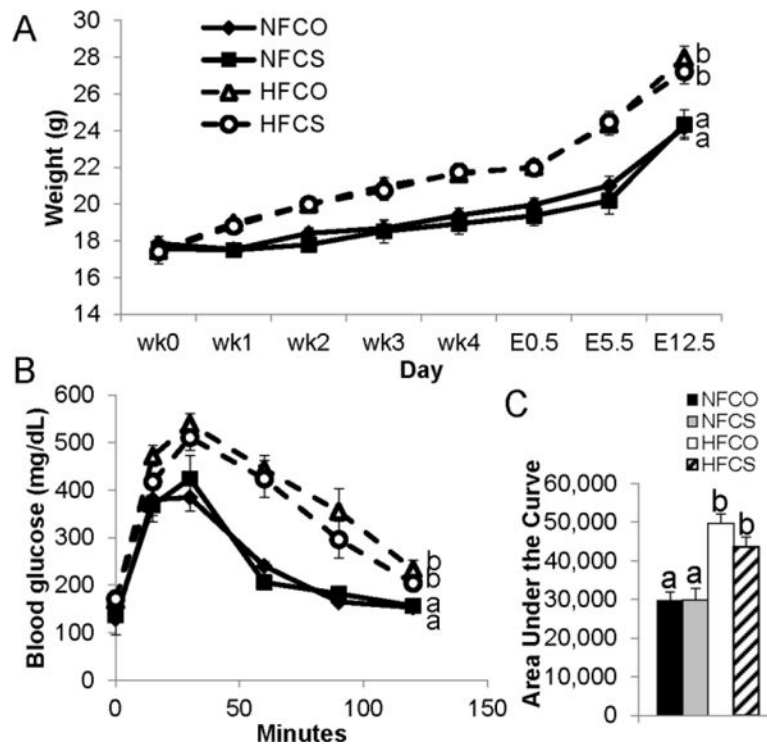 A
NFCO
NFCS
HFCO
HFCS
Weight (g)
30
28
26
24
22
20
18
16
14
b
b
a
a
wk0 wk1 wk2 wk3 wk4 E0.5 E5.5 E12.5
Day
B
Blood glucose (mg/dL)
600
500
400
300
200
100
0
b
b
a
a
0 50 100 150
Minutes
C
NFCO
NFCS
HFCO
HFCS
Area Under the Curve
60,000
50,000
40,000
30,000
20,000
10,000
0
a a b b